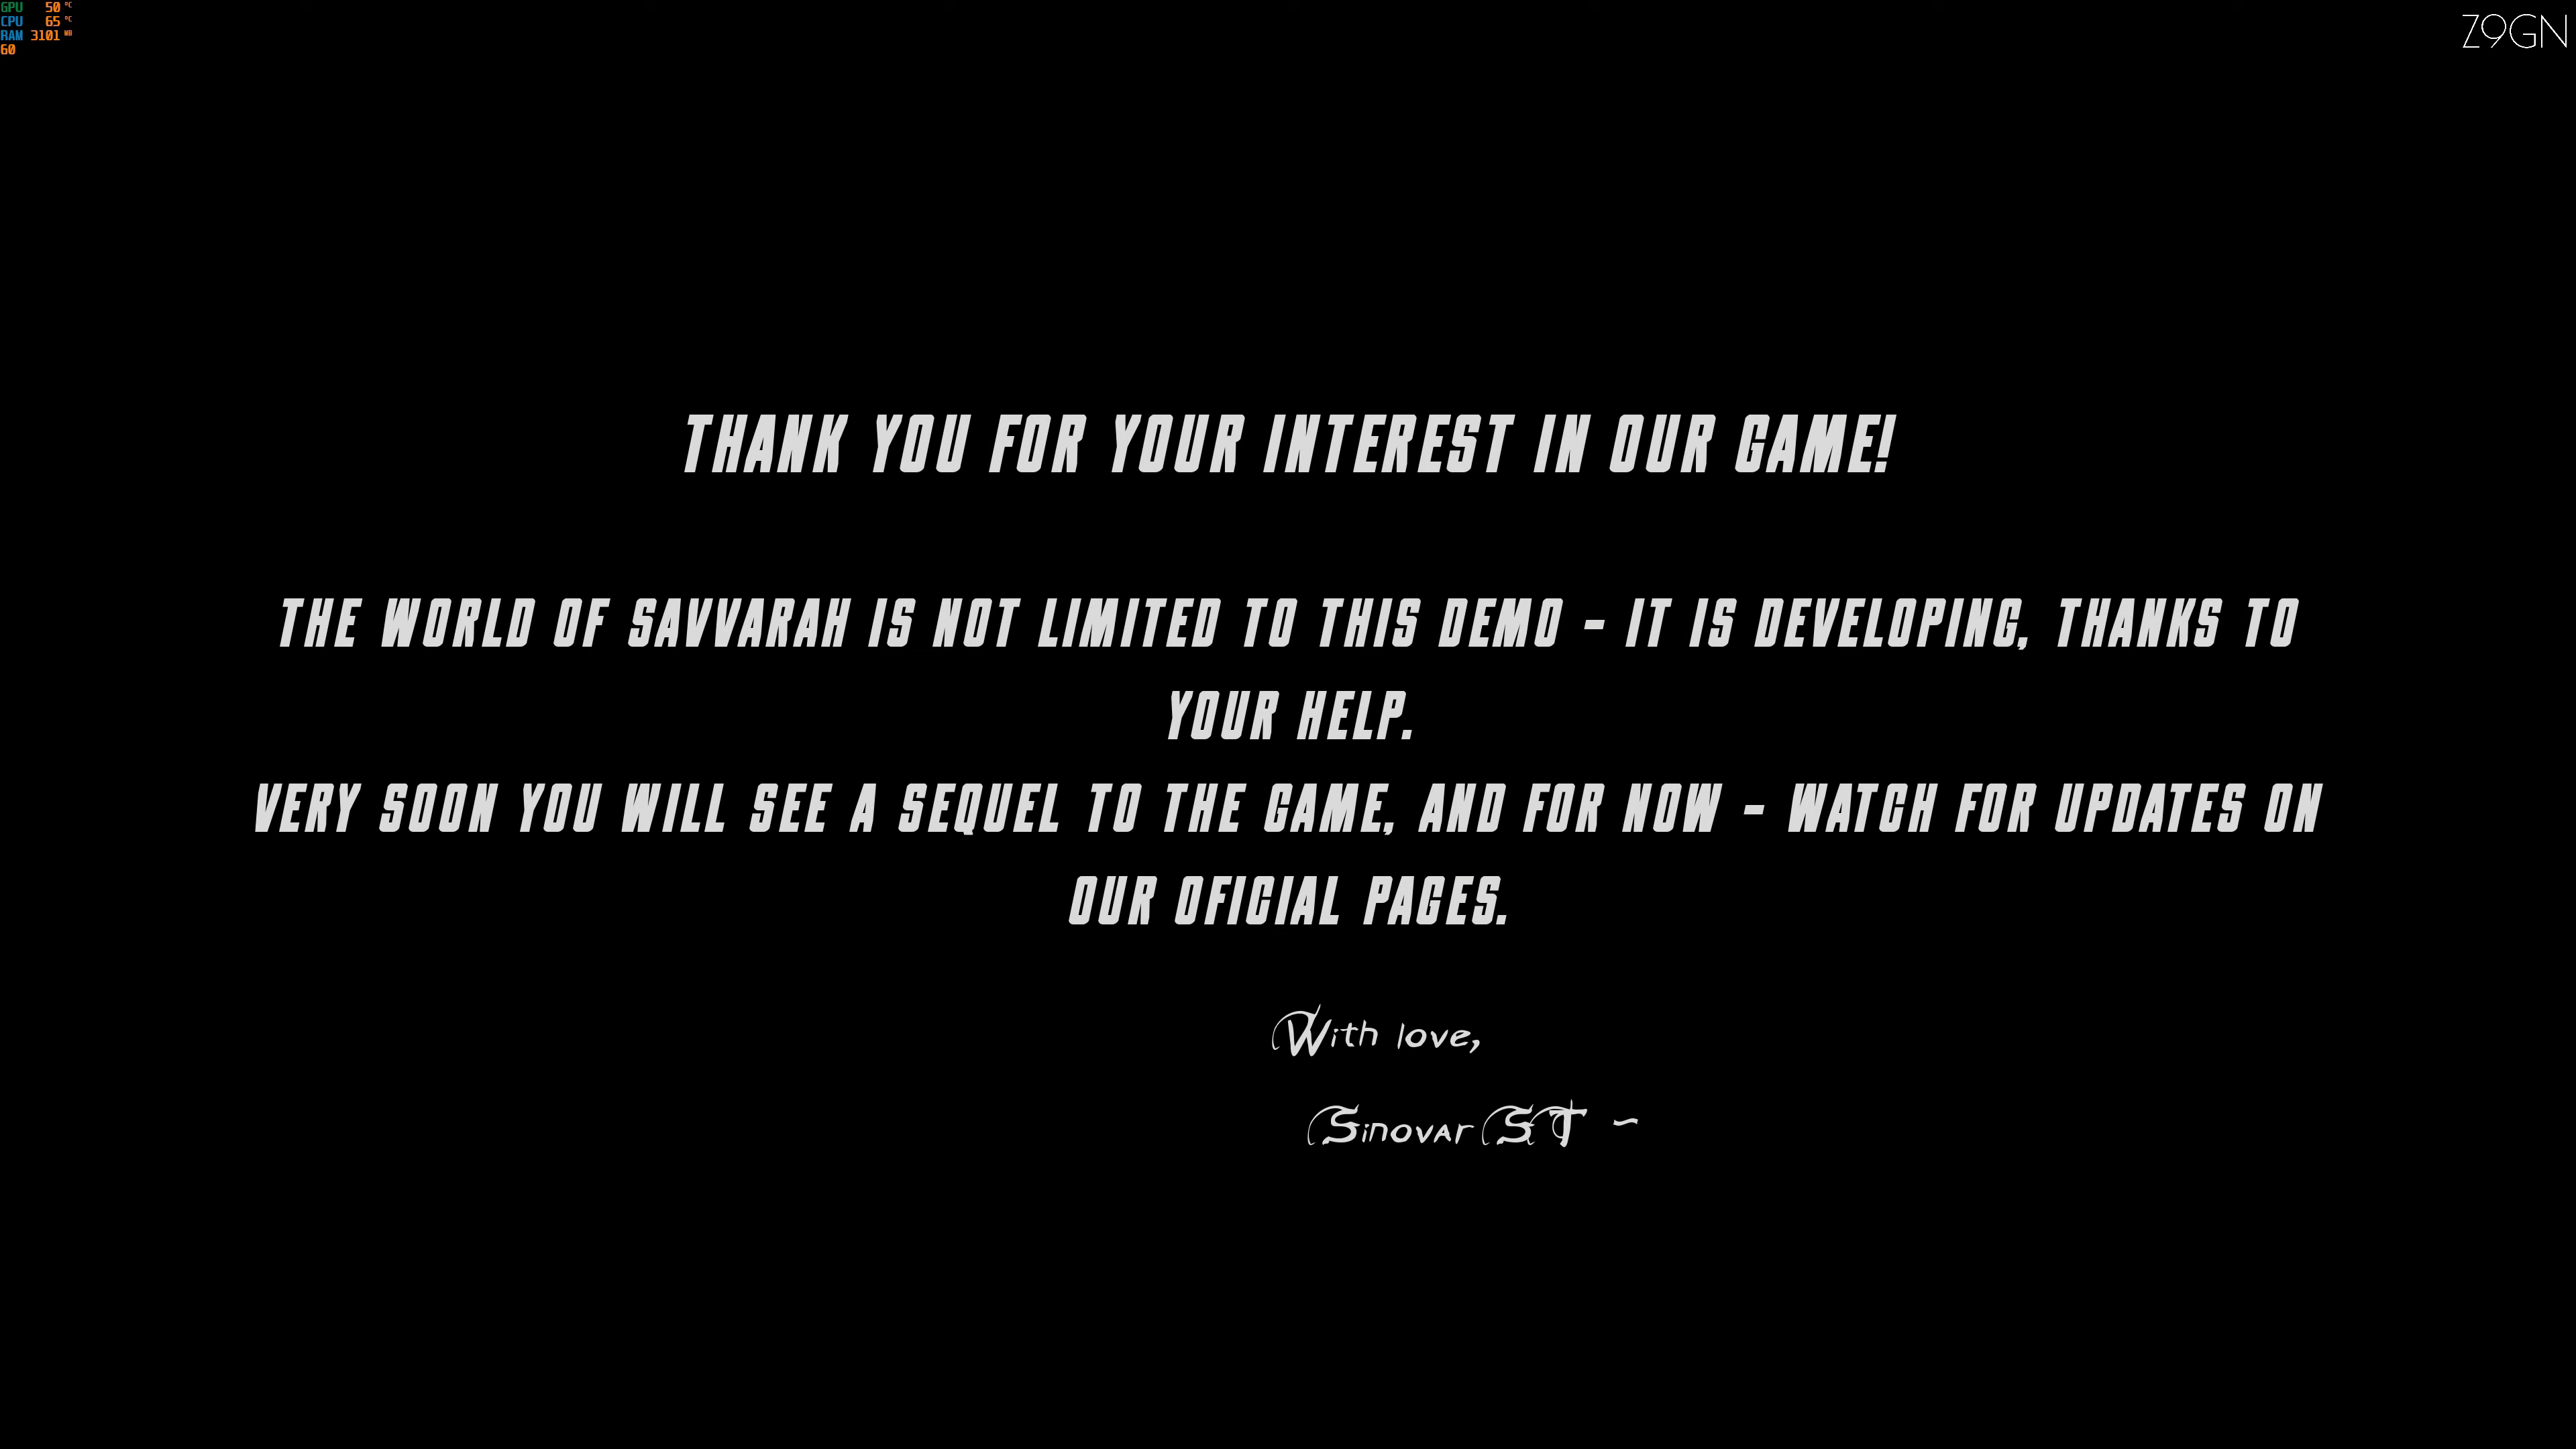 GPU 50 °C
CPU 65 °C
RAM 3101 MB
60
Z9GN
THANK YOU FOR YOUR INTEREST IN OUR GAME!
THE WORLD OF SAVVARAH IS NOT LIMITED TO THIS DEMO - IT IS DEVELOPING, THANKS TO
YOUR HELP.
VERY SOON YOU WILL SEE A SEQUEL TO THE GAME, AND FOR NOW - WATCH FOR UPDATES ON
OUR OFICIAL PAGES.
With love,
Sinovar ST ~